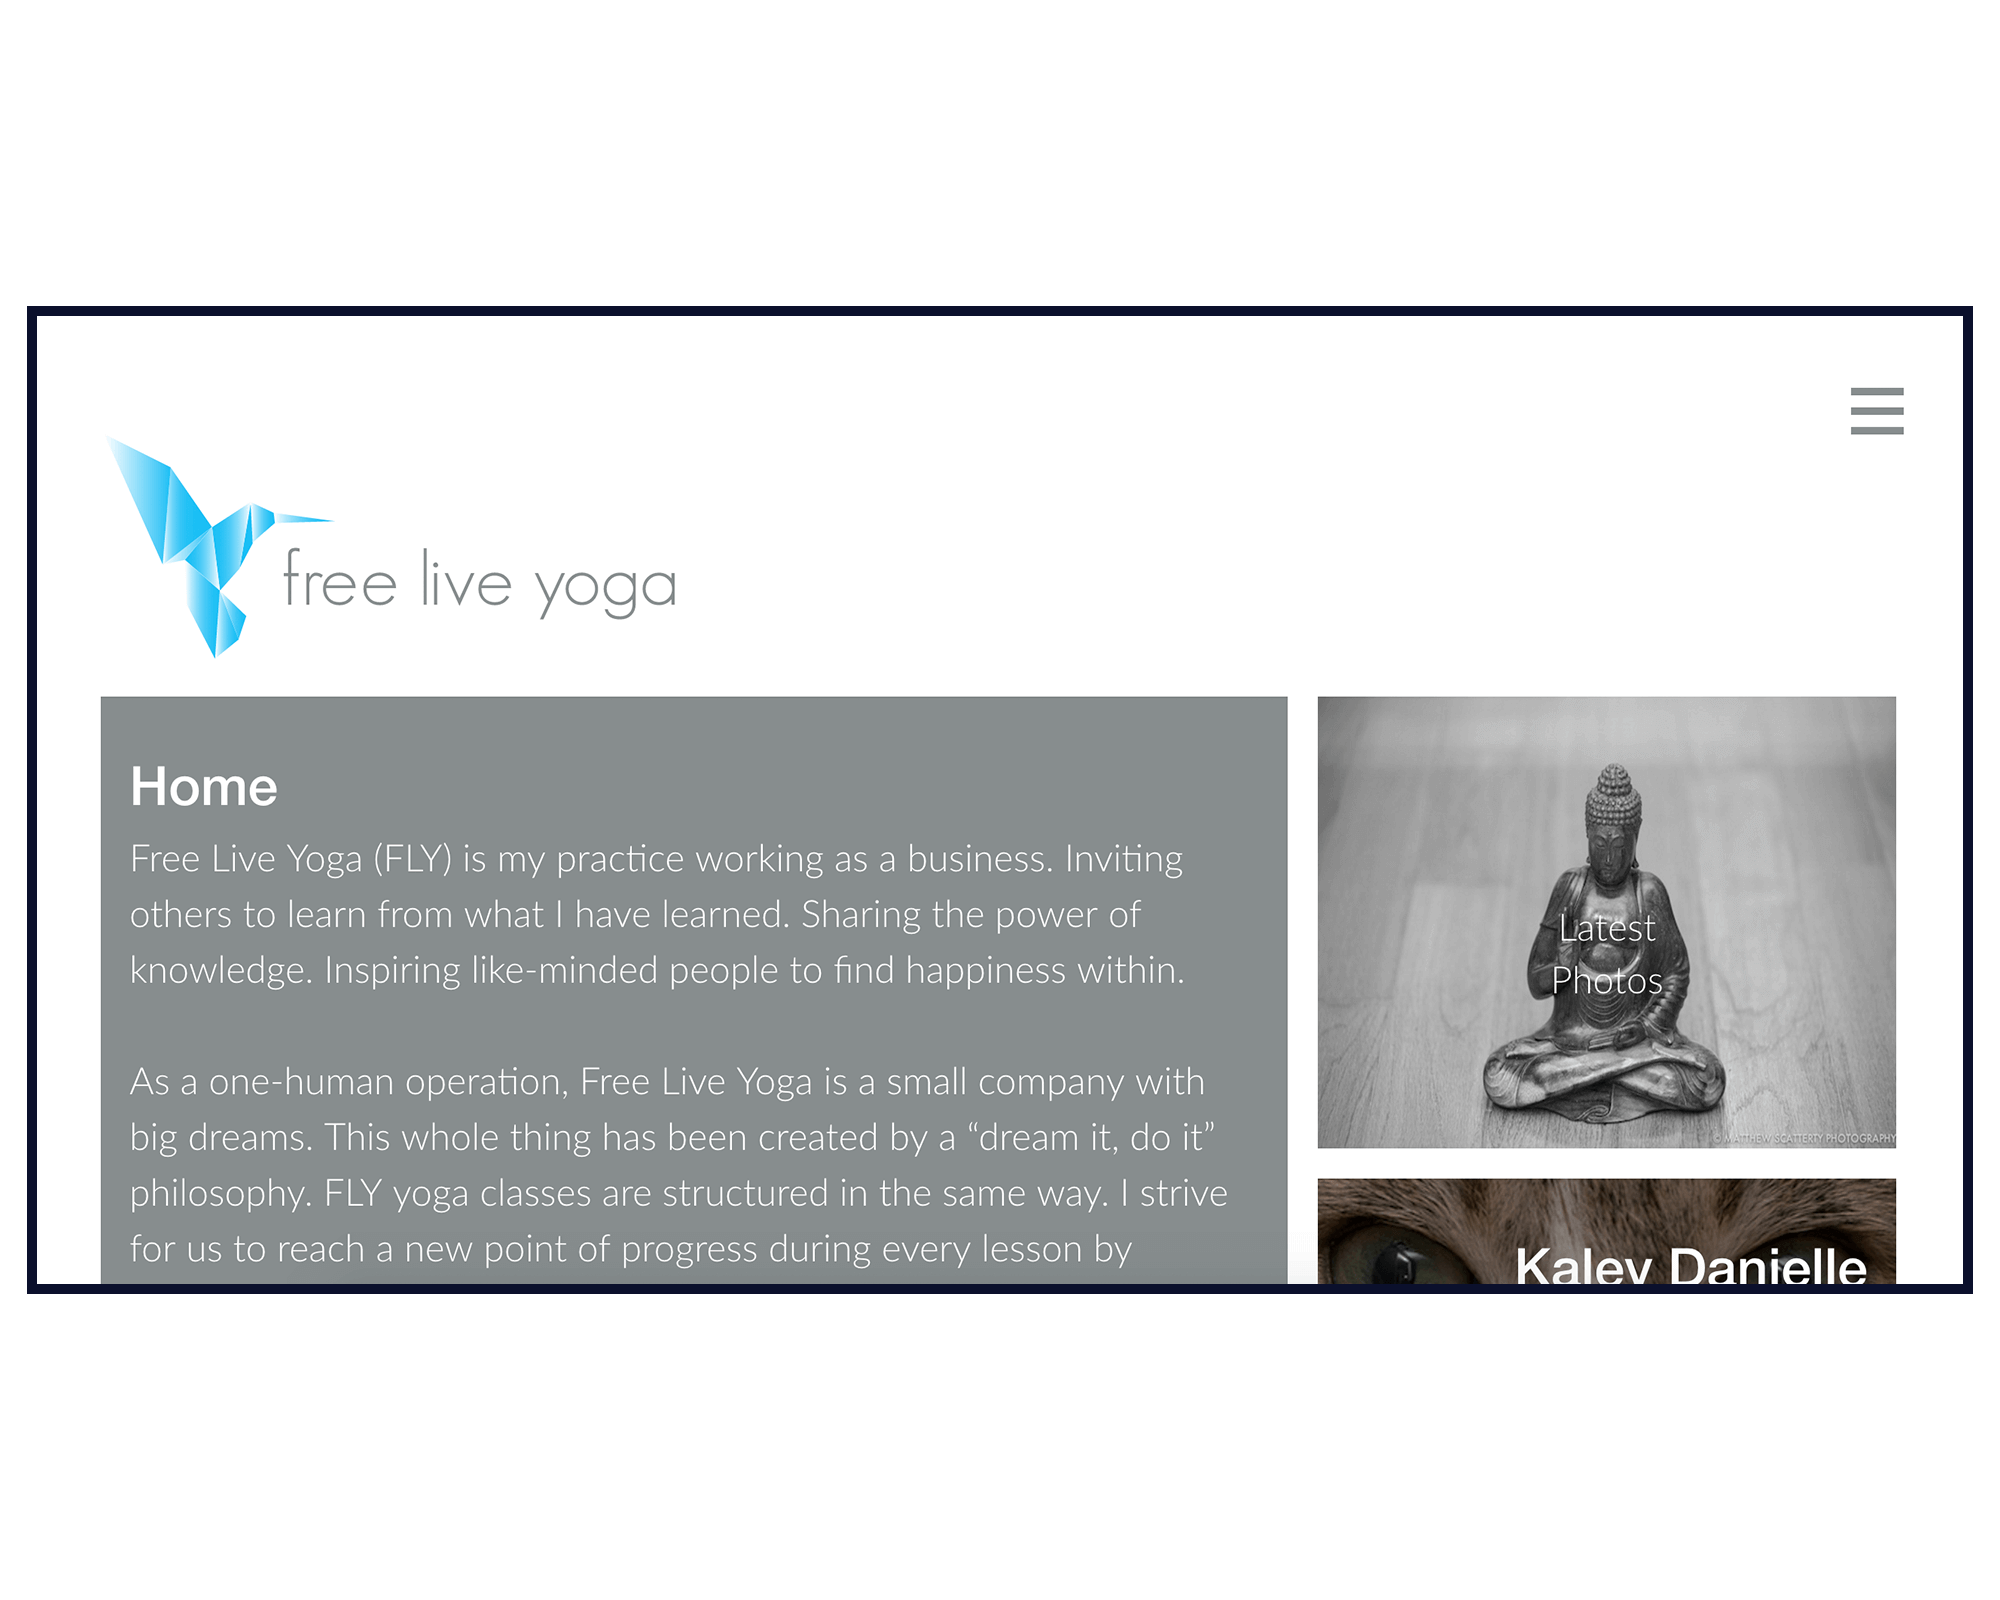 free live yoga
Home
Free Live Yoga (FLY) is my practice working as a business. Inviting
others to learn from what I have learned. Sharing the power of
knowledge. Inspiring like-minded people to find happiness within.
As a one-human operation, Free Live Yoga is a small company with
big dreams. This whole thing has been created by a “dream it, do it”
philosophy. FLY yoga classes are structured in the same way. I strive
for us to reach a new point of progress during every lesson by
Latest
Photos
© MATTHEW SCATTERTY PHOTOGRAPHY
Kaley Danielle